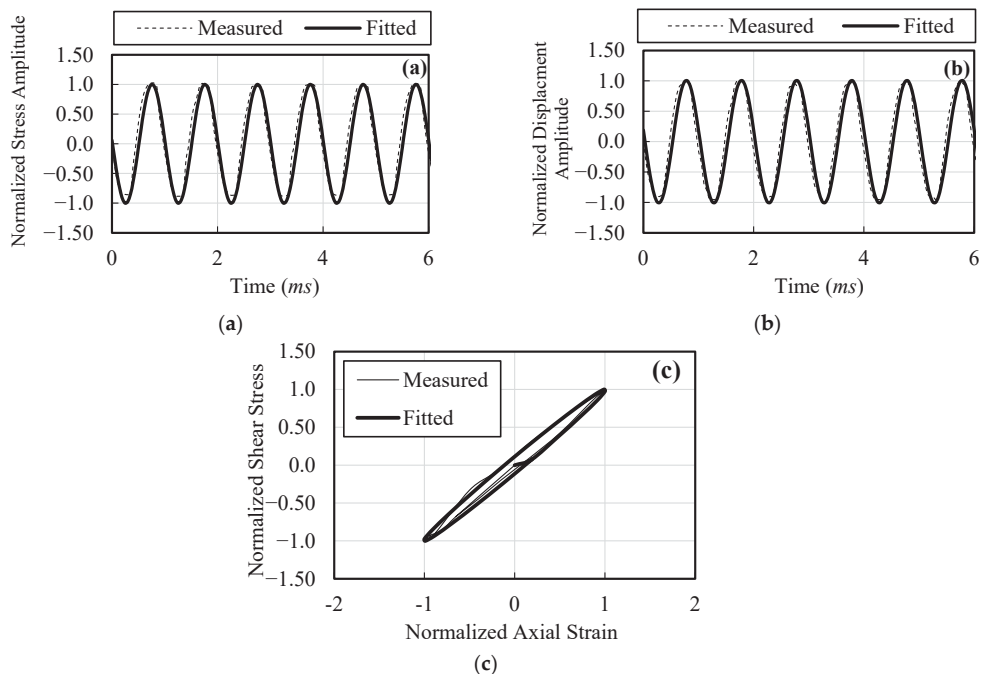 Measured Fitted
Normalized Stress Amplitude
1.50
1.0
0.50
0.0
−0.50
−1.0
−1.50
(a)
0 2 4 6
Time (ms)
(a)
Measured Fitted
Normalized Displacment
Amplitude
1.50
1.0
0.50
0.0
−0.50
−1.0
−1.50
(b)
0 2 4 6
Time (ms)
(b)
Normalized Shear Stress
1.50
1.0
0.50
0.0
−0.50
−1.0
−1.50
Measured
Fitted
(c)
-2 -1 0 1 2
Normalized Axial Strain
(c)